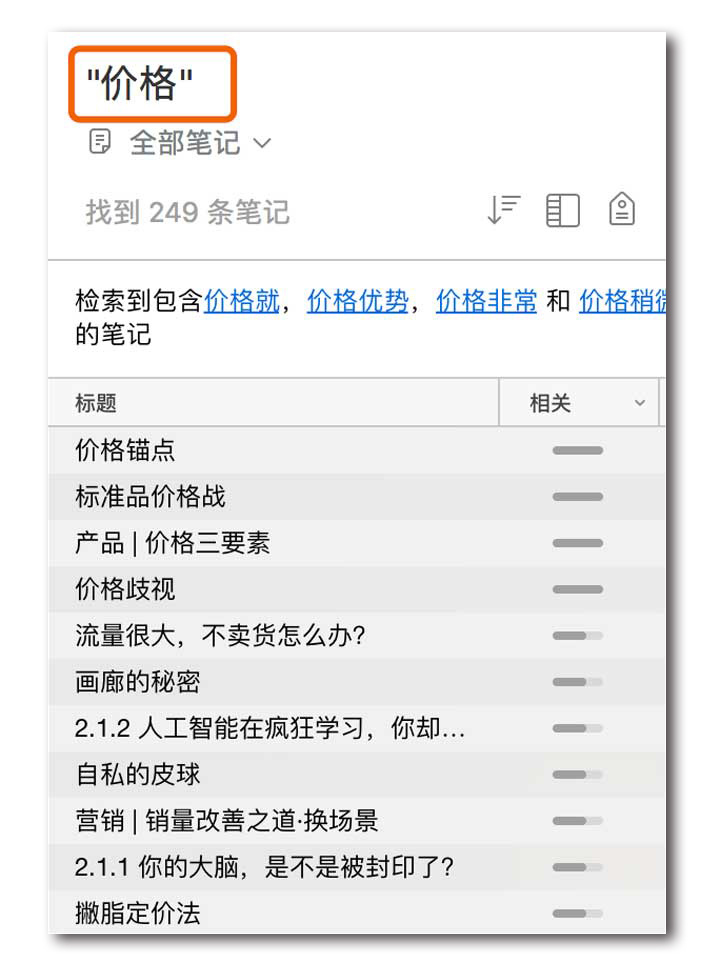 "价格"
全部笔记
找到 249 条笔记
检索到包含价格就，价格优势，价格非常 和 价格稍微
的笔记
标题 相关
价格锚点
标准品价格战
产品 | 价格三要素
价格歧视
流量很大，不卖货怎么办？
画廊的秘密
2.1.2 人工智能在疯狂学习，你却…
自私的皮球
营销 | 销量改善之道·换场景
2.1.1 你的大脑，是不是被封印了？
撇脂定价法